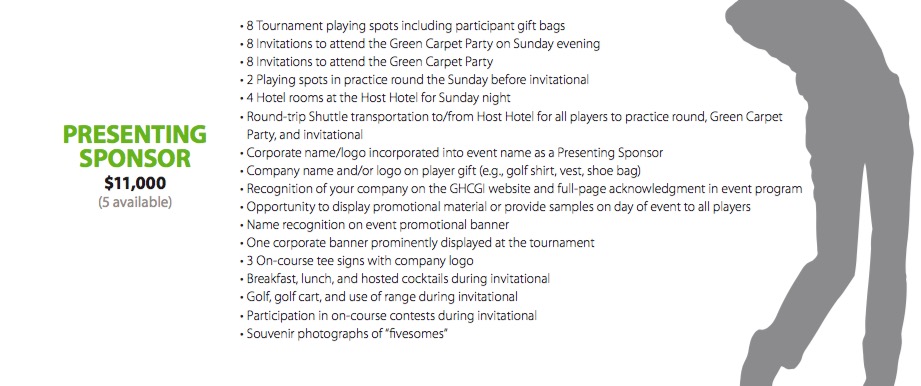 PRESENTING
SPONSOR
$11,000
(5 available)
• 8 Tournament playing spots including participant gift bags
• 8 Invitations to attend the Green Carpet Party on Sunday evening
• 8 Invitations to attend the Green Carpet Party
• 2 Playing spots in practice round the Sunday before invitational
• 4 Hotel rooms at the Host Hotel for Sunday night
• Round-trip Shuttle transportation to/from Host Hotel for all players to practice round, Green Carpet
Party, and invitational
• Corporate name/logo incorporated into event name as a Presenting Sponsor
• Company name and/or logo on player gift (e.g., golf shirt, vest, shoe bag)
• Recognition of your company on the GHCGI website and full-page acknowledgment in event program
• Opportunity to display promotional material or provide samples on day of event to all players
• Name recognition on event promotional banner
• One corporate banner prominently displayed at the tournament
• 3 On-course tee signs with company logo
• Breakfast, lunch, and hosted cocktails during invitational
• Golf, golf cart, and use of range during invitational
• Participation in on-course contests during invitational
• Souvenir photographs of “fivesomes”